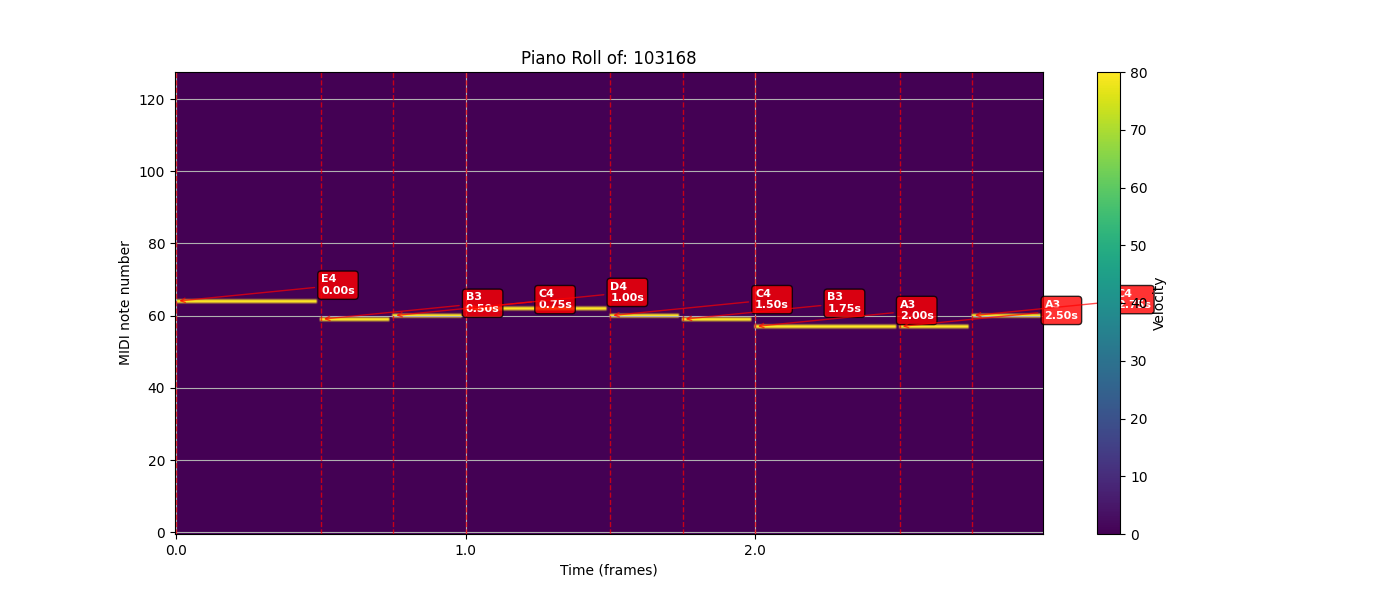 Piano Roll of: 103168
MIDI note number
120
100
80
60
40
20
0
E4
0.00s
B3
0.50s
C4
0.75s
D4
1.00s
C4
1.50s
B3
1.75s
A3
2.00s
A3
2.50s
C4
0.0
1.0
2.0
Time (frames)
80
70
60
50
40
30
20
10
0
Velocity